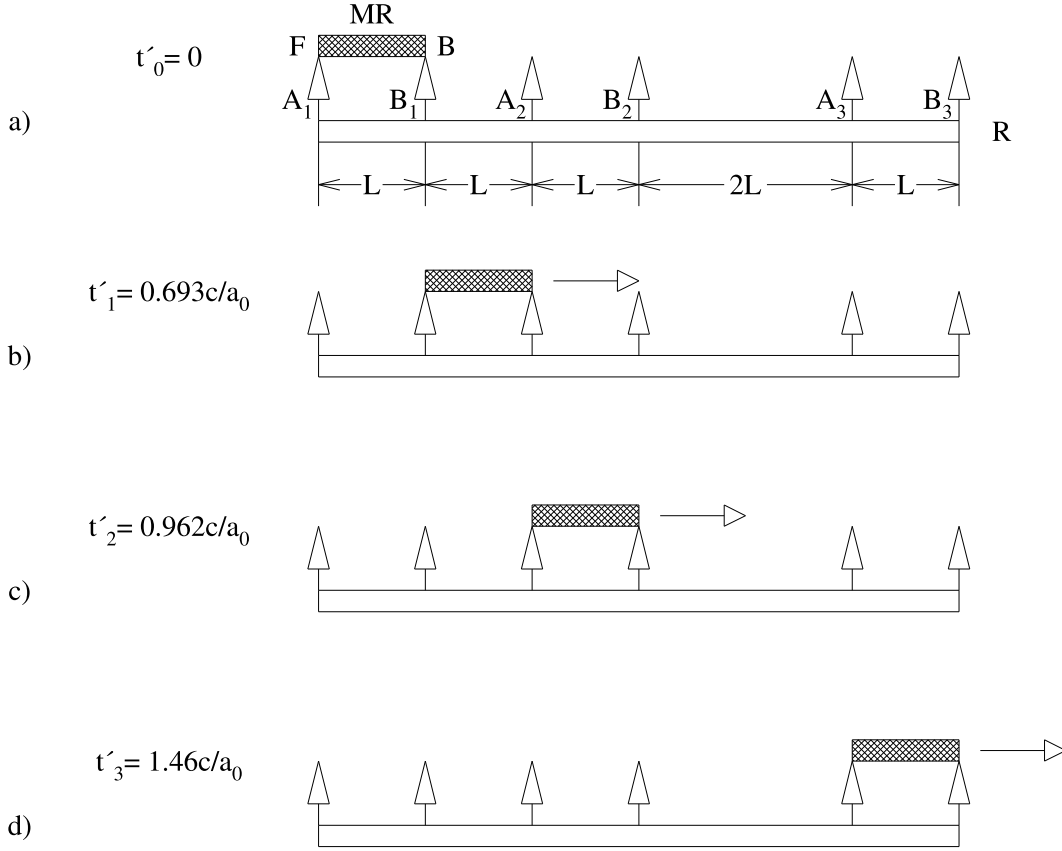 MR
t´₀= 0
F
B
A₁
B₁
A₂
B₂
A₃
B₃
a)
R
L
L
L
2L
L
t´₁= 0.693c/a₀
b)
t´₂= 0.962c/a₀
c)
t´₃= 1.46c/a₀
d)